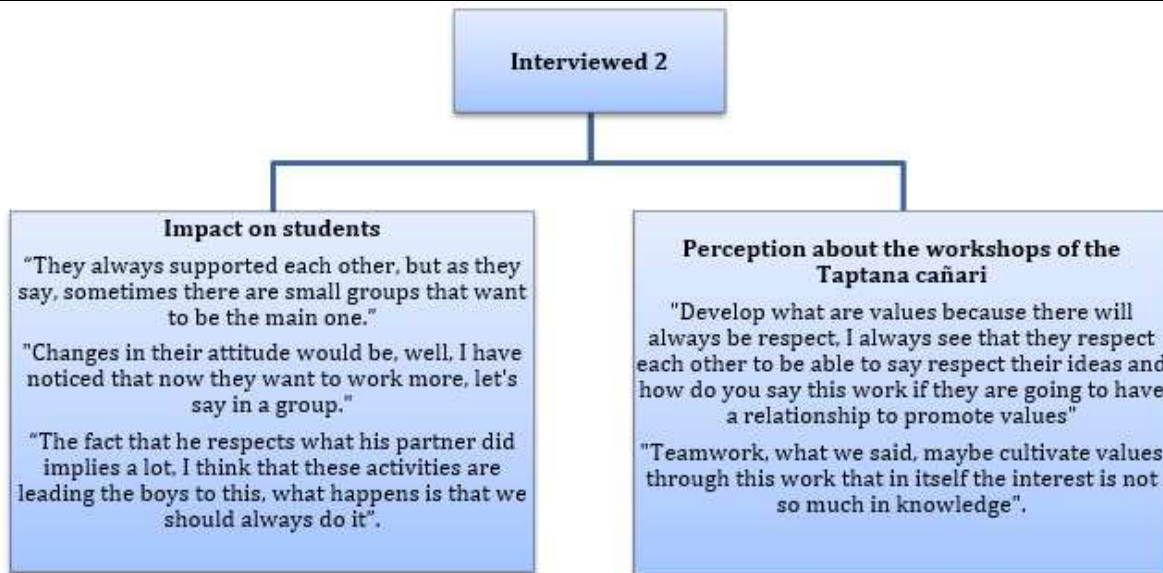 Interviewed 2
Impact on students
“They always supported each other, but as they
say, sometimes there are small groups that want
to be the main one.”
"Changes in their attitude would be, well, I have
noticed that now they want to work more, let's
say in a group."
“The fact that he respects what his partner did
implies a lot, I think that these activities are
leading the boys to this, what happens is that we
should always do it”.
Perception about the workshops of the
Taptana cañari
"Develop what are values because there will
always be respect, I always see that they respect
each other to be able to say respect their ideas and
how do you say this work if they are going to have
a relationship to promote values"
"Teamwork, what we said, maybe cultivate values
through this work that in itself the interest is not
so much in knowledge".